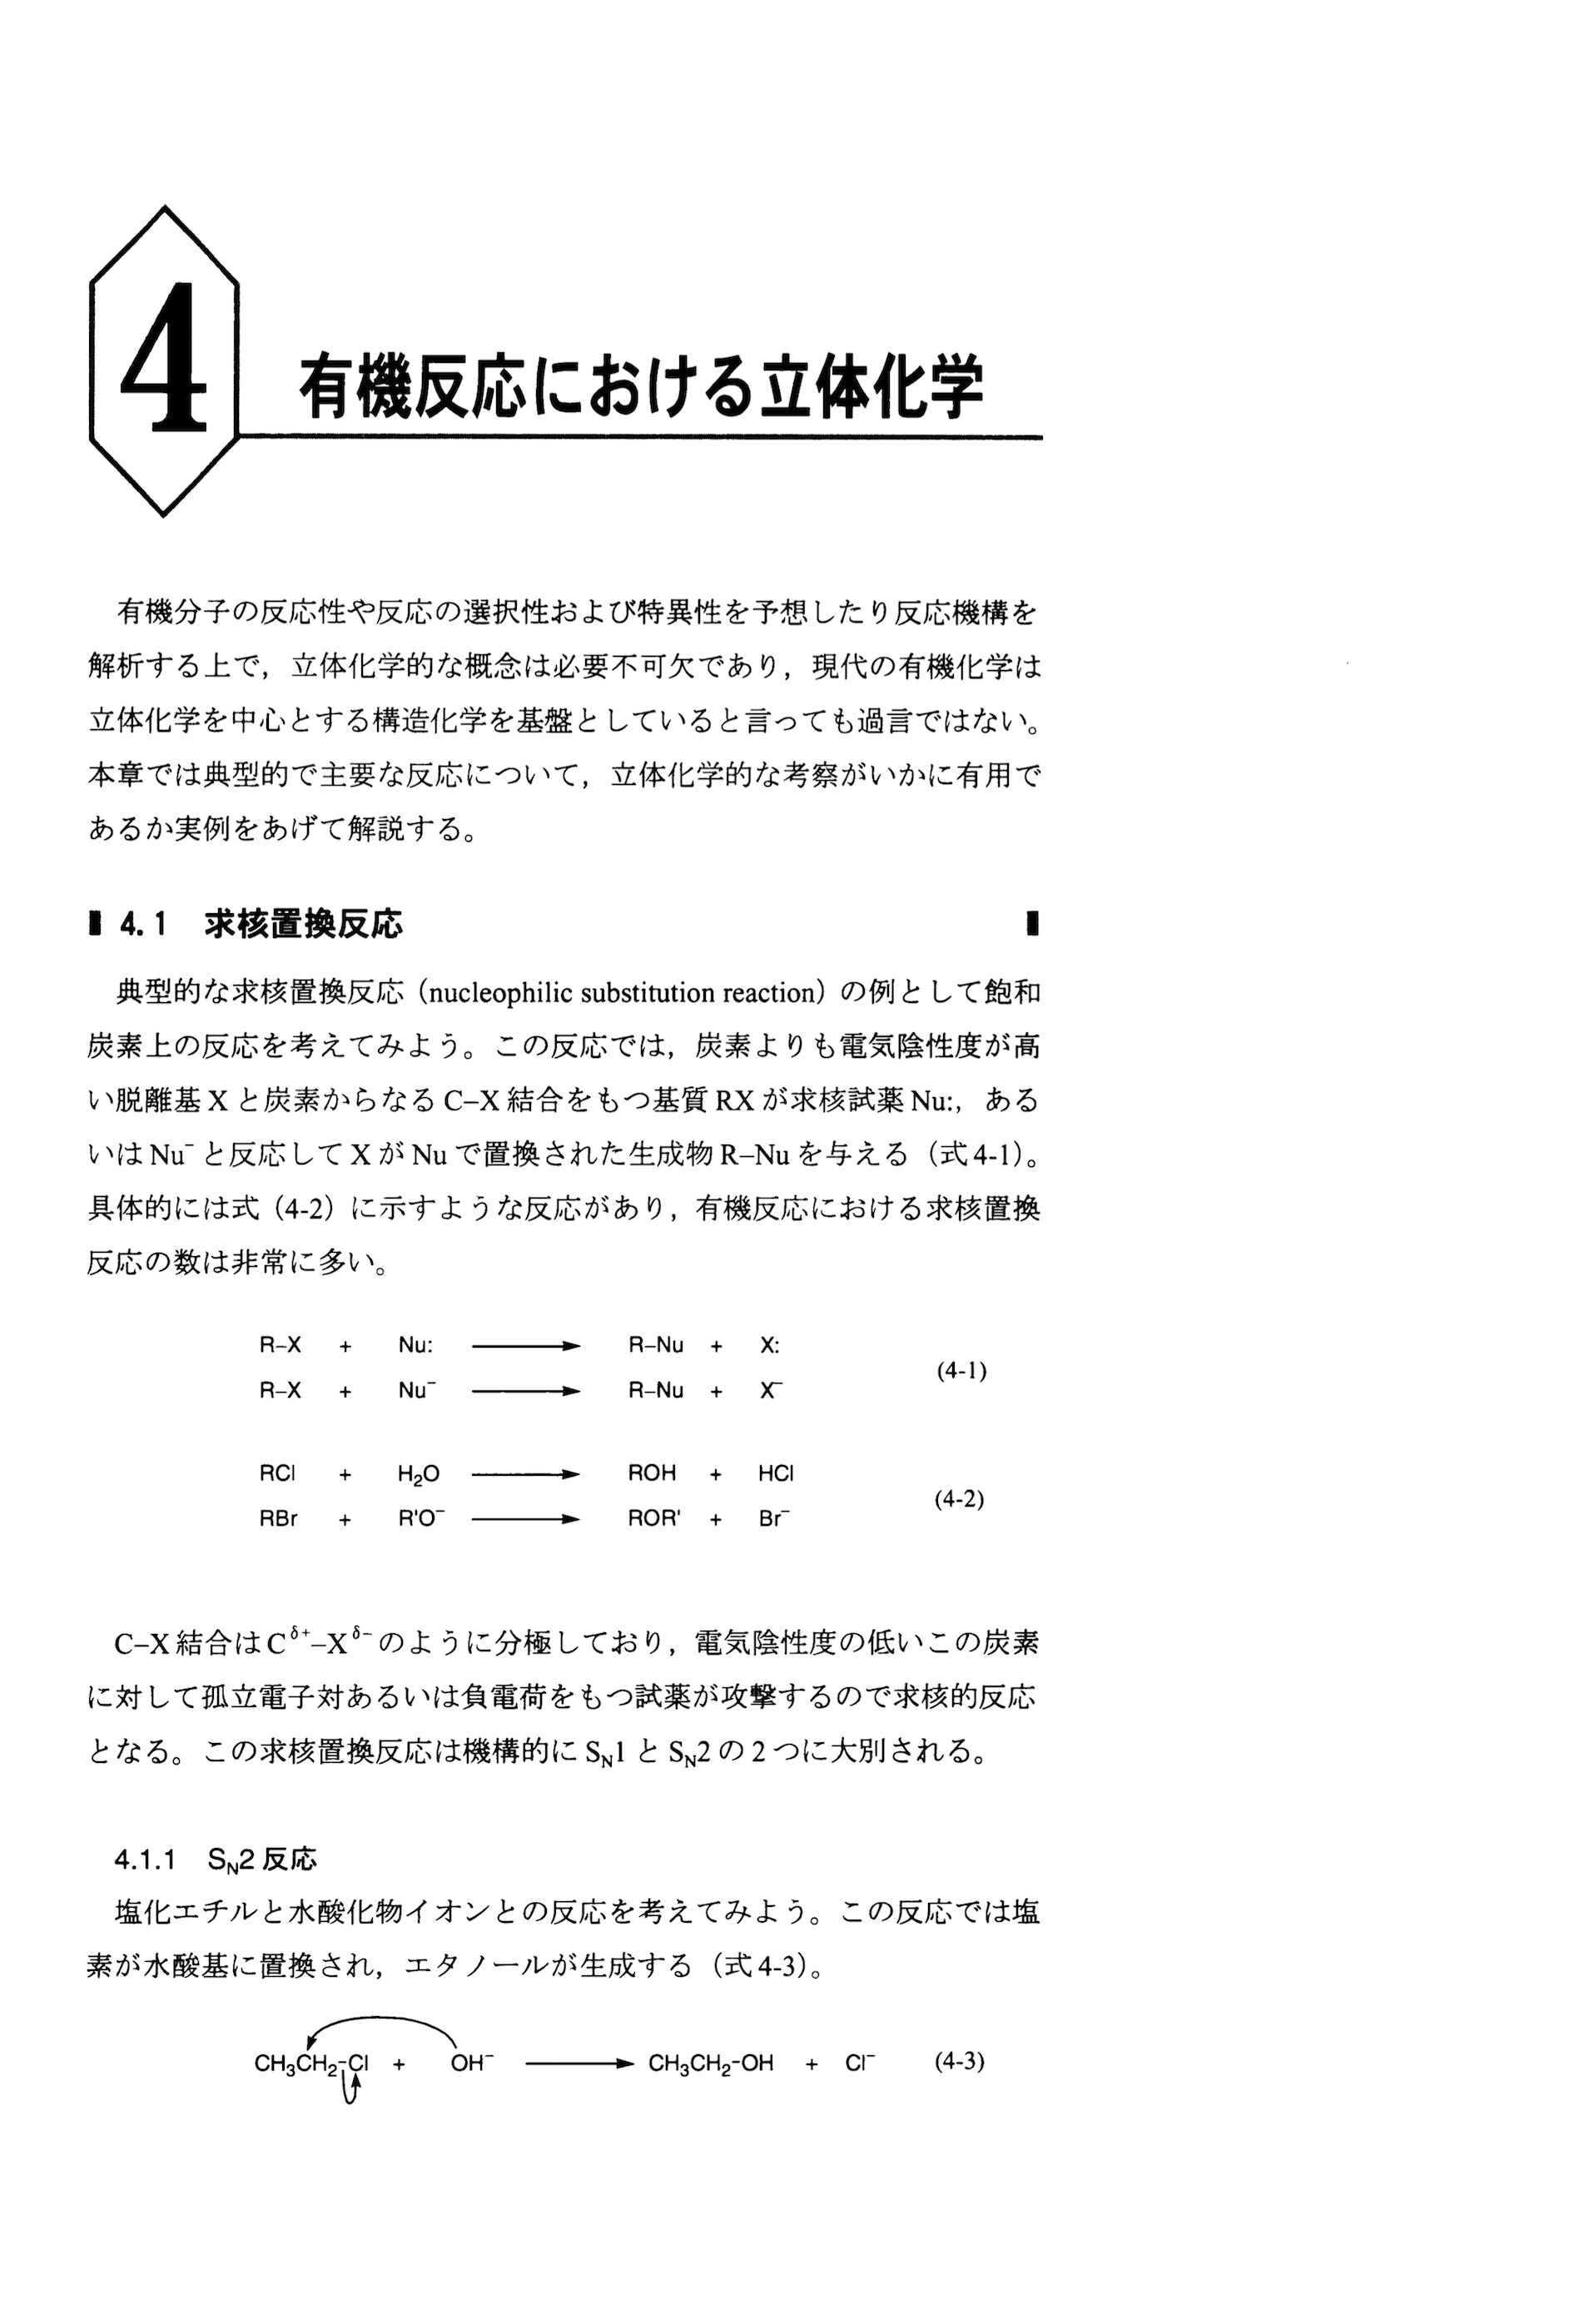 4
有機反応における立体化学
有機分子の反応性や反応の選択性および特異性を予想したり反応機構を
解析する上で，立体化学的な概念は必要不可欠であり，現代の有機化学は
立体化学を中心とする構造化学を基盤としていると言っても過言ではない。
本章では典型的で主要な反応について，立体化学的な考察がいかに有用で
あるか実例をあげて解説する。
4.1 求核置換反応
典型的な求核置換反応（nucleophilic substitution reaction）の例として飽和
炭素上の反応を考えてみよう。この反応では，炭素よりも電気陰性度が高
い脱離基 X と炭素からなる C–X 結合をもつ基質 RX が求核試薬 Nu:，ある
いは Nu⁻ と反応して X が Nu で置換された生成物 R–Nu を与える（式 4-1）。
具体的には式（4-2）に示すような反応があり，有機反応における求核置換
反応の数は非常に多い。
R–X + Nu: ⟶ R–Nu + X:
(4-1)
R–X + Nu⁻ ⟶ R–Nu + X⁻
RCl + H₂O ⟶ ROH + HCl
(4-2)
RBr + R'O⁻ ⟶ ROR' + Br⁻
C–X 結合は C^δ+–X^δ− のように分極しており，電気陰性度の低いこの炭素
に対して孤立電子対あるいは負電荷をもつ試薬が攻撃するので求核的反応
となる。この求核置換反応は機構的に S_N1 と S_N2 の 2 つに大別される。
4.1.1 S_N2 反応
塩化エチルと水酸化物イオンとの反応を考えてみよう。この反応では塩
素が水酸基に置換され，エタノールが生成する（式 4-3）。
CH₃CH₂-Cl + OH⁻ ⟶ CH₃CH₂-OH + Cl⁻ (4-3)